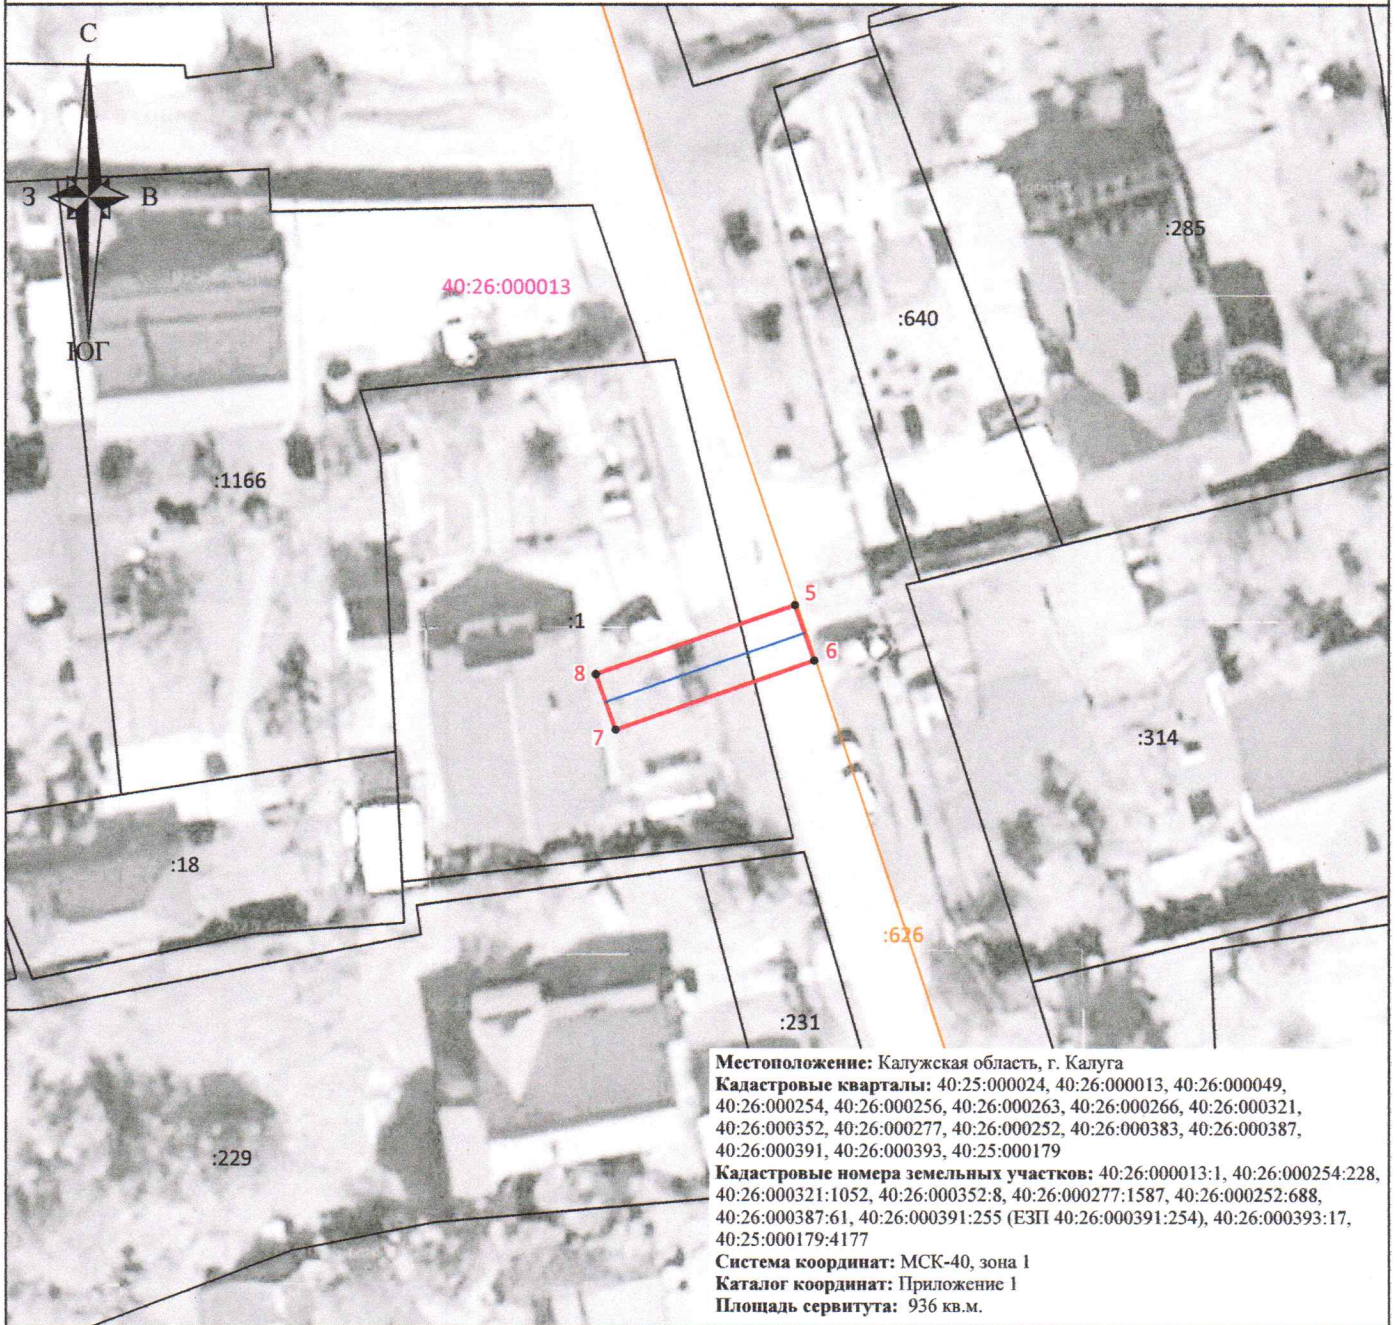 С
З
В
ЮГ
40:26:000013
:285
:640
:1166
5
:1
6
8
7
:314
:18
:626
:231
:229
Местоположение: Калужская область, г. Калуга
Кадастровые кварталы: 40:25:000024, 40:26:000013, 40:26:000049,
40:26:000254, 40:26:000256, 40:26:000263, 40:26:000266, 40:26:000321,
40:26:000352, 40:26:000277, 40:26:000252, 40:26:000383, 40:26:000387,
40:26:000391, 40:26:000393, 40:25:000179
Кадастровые номера земельных участков: 40:26:000013:1, 40:26:000254:228,
40:26:000321:1052, 40:26:000352:8, 40:26:000277:1587, 40:26:000252:688,
40:26:000387:61, 40:26:000391:255 (ЕЗП 40:26:000391:254), 40:26:000393:17,
40:25:000179:4177
Система координат: МСК-40, зона 1
Каталог координат: Приложение 1
Площадь сервитута: 936 кв.м.